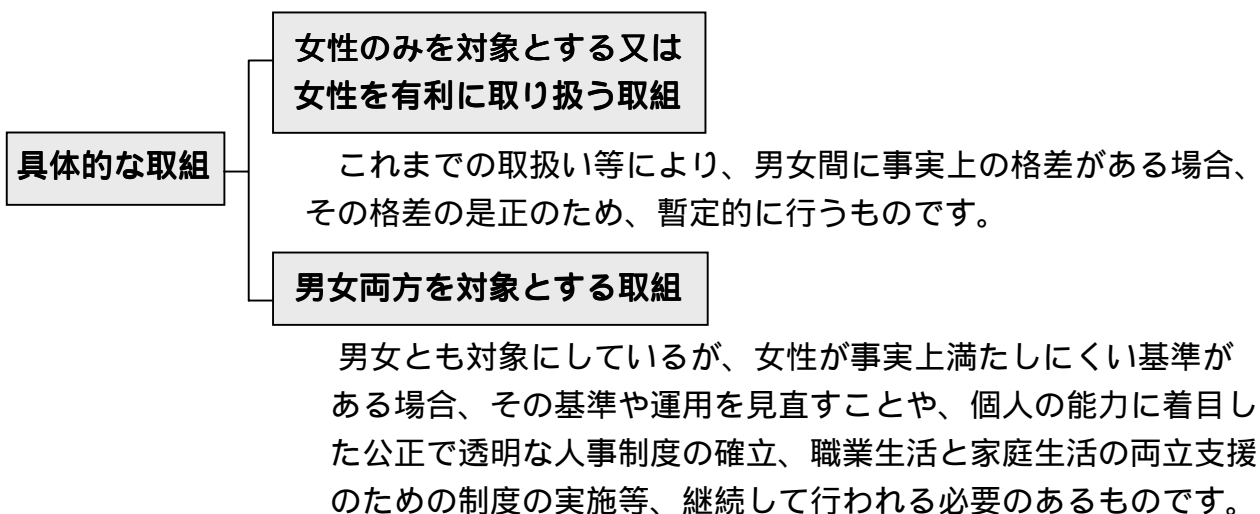 女性のみを対象とする又は
女性を有利に取り扱う取組
具体的な取組
これまでの取扱い等により、男女間に事実上の格差がある場合、
その格差の是正のため、暫定的に行うものです。
男女両方を対象とする取組
男女とも対象にしているが、女性が事実上満たしにくい基準が
ある場合、その基準や運用を見直すことや、個人の能力に着目し
た公正で透明な人事制度の確立、職業生活と家庭生活の両立支援
のための制度の実施等、継続して行われる必要のあるものです。